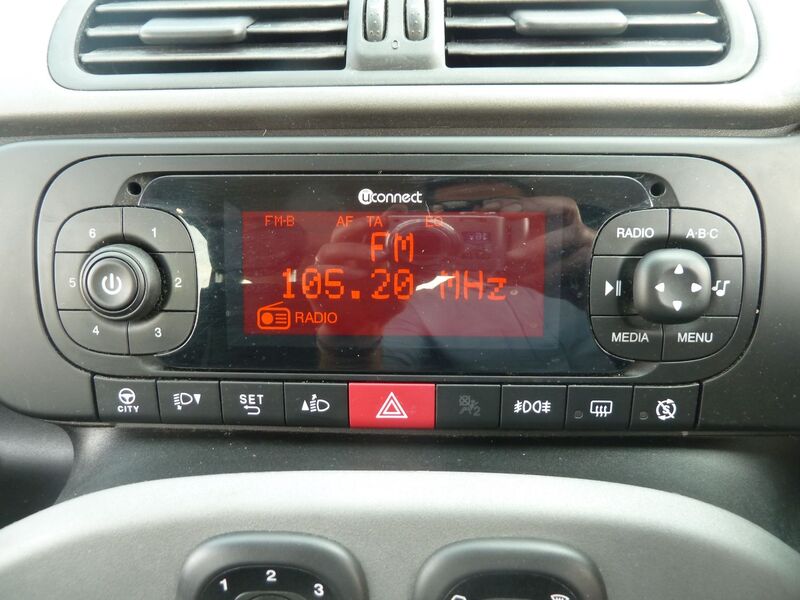 uconnect
FM-B AF TA EQ
FM
105.20 MHz
RADIO
6 1
5 2
4 3
RADIO A·B·C
MEDIA MENU
CITY SET 2
1 2 3